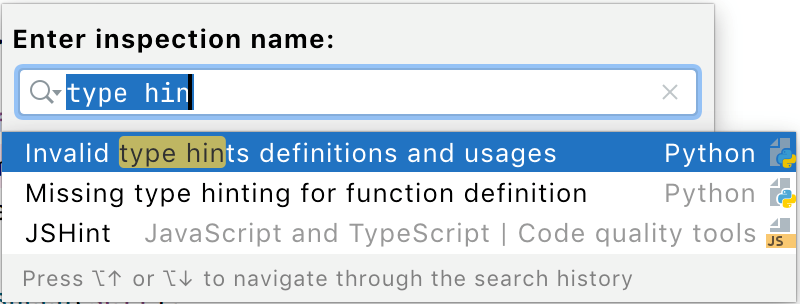 Enter inspection name:
type hin
Invalid type hints definitions and usages Python
Missing type hinting for function definition Python
JSHint JavaScript and TypeScript | Code quality tools JS
Press ⌥↑ or ⌥↓ to navigate through the search history